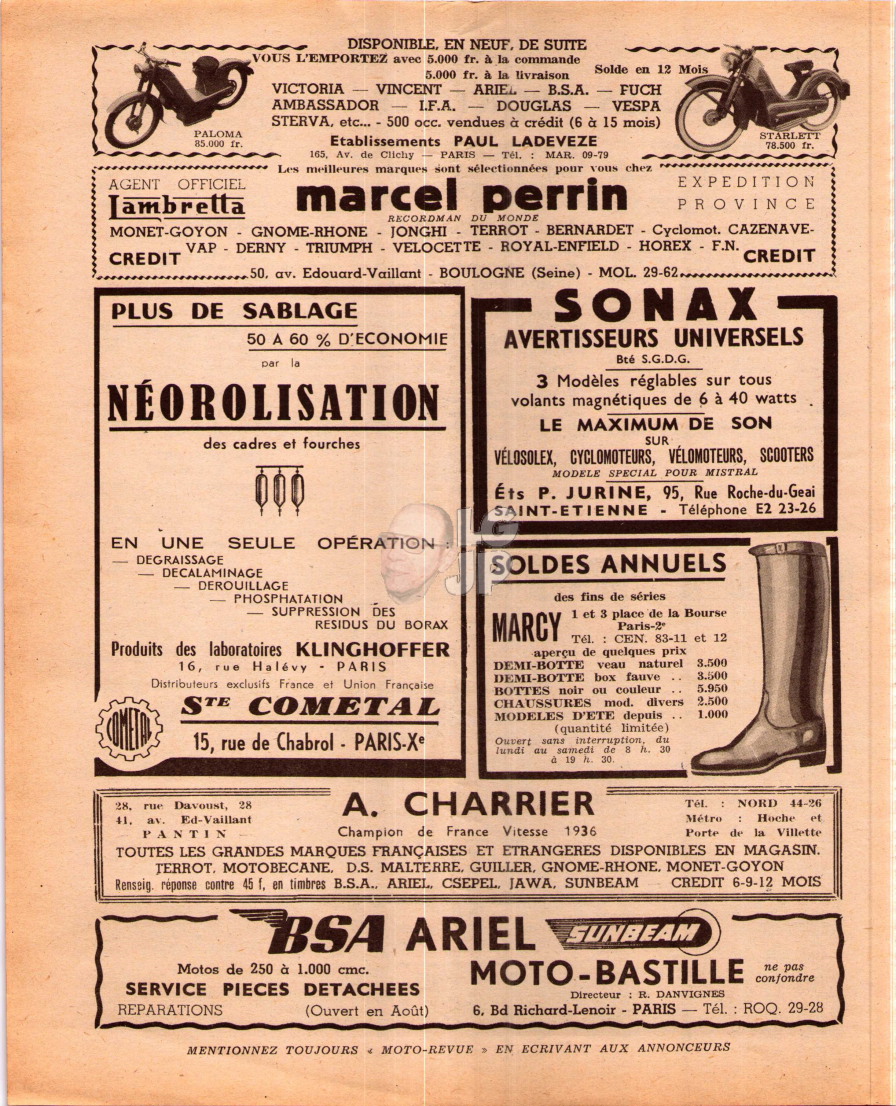 DISPONIBLE, EN NEUF, DE SUITE
VOUS L'EMPORTEZ avec 5.000 fr. à la commande
5.000 fr. à la livraison
Solde en 12 Mois
VICTORIA — VINCENT — ARIEL — B.S.A. — FUCH
AMBASSADOR — I.F.A. — DOUGLAS — VESPA
STERVA, etc... - 500 occ. vendues à crédit (6 à 15 mois)
PALOMA
85.000 fr.
STARLETT
78.500 fr.
Etablissements PAUL LADEVEZE
165, Av. de Clichy — PARIS — Tél. : MAR. 09-79
Les meilleures marques sont sélectionnées pour vous chez
AGENT OFFICIEL
Lambretta
marcel perrin
RECORDMAN DU MONDE
EXPEDITION
PROVINCE
MONET-GOYON - GNOME-RHONE - JONGHI - TERROT - BERNARDET - Cyclomot. CAZENAVE-
VAP - DERNY - TRIUMPH - VELOCETTE - ROYAL-ENFIELD - HOREX - F.N.
CREDIT
CREDIT
50, av. Edouard-Vaillant - BOULOGNE (Seine) - MOL. 29-62
PLUS DE SABLAGE
50 A 60 % D'ECONOMIE
par la
NÉOROLISATION
des cadres et fourches
EN UNE SEULE OPÉRATION :
— DEGRAISSAGE
— DECALAMINAGE
— DEROUILLAGE
— PHOSPHATATION
— SUPPRESSION DES
RESIDUS DU BORAX
Produits des laboratoires KLINGHOFFER
16, rue Halévy - PARIS
Distributeurs exclusifs France et Union Française
COMETAL
STE COMETAL
15, rue de Chabrol - PARIS-Xe
SONAX
AVERTISSEURS UNIVERSELS
Bté S.G.D.G.
3 Modèles réglables sur tous
volants magnétiques de 6 à 40 watts
LE MAXIMUM DE SON
SUR
VÉLOSOLEX, CYCLOMOTEURS, VÉLOMOTEURS, SCOOTERS
MODELE SPECIAL POUR MISTRAL
Éts P. JURINE, 95, Rue Roche-du-Geai
SAINT-ETIENNE - Téléphone E2 23-26
JLG
JP
SOLDES ANNUELS
des fins de séries
MARCY 1 et 3 place de la Bourse
Paris-2e
Tél. : CEN. 83-11 et 12
aperçu de quelques prix
DEMI-BOTTE veau naturel 3.500
DEMI-BOTTE box fauve .. 3.500
BOTTES noir ou couleur .. 5.950
CHAUSSURES mod. divers 2.500
MODELES D'ETE depuis .. 1.000
(quantité limitée)
Ouvert sans interruption, du
lundi au samedi de 8 h. 30
à 19 h. 30.
28, rue Davoust, 28
41, av. Ed-Vaillant
PANTIN
A. CHARRIER
Champion de France Vitesse 1936
Tél. : NORD 44-26
Métro : Hoche et
Porte de la Villette
TOUTES LES GRANDES MARQUES FRANÇAISES ET ETRANGERES DISPONIBLES EN MAGASIN.
TERROT, MOTOBECANE, D.S. MALTERRE, GUILLER, GNOME-RHONE, MONET-GOYON
Renseig. réponse contre 45 f. en timbres B.S.A., ARIEL, CSEPEL, JAWA, SUNBEAM CREDIT 6-9-12 MOIS
BSA ARIEL SUNBEAM
Motos de 250 à 1.000 cmc.
SERVICE PIECES DETACHEES
REPARATIONS (Ouvert en Août)
MOTO-BASTILLE ne pas confondre
Directeur : R. DANVIGNES
6, Bd Richard-Lenoir - PARIS — Tél. : ROQ. 29-28
MENTIONNEZ TOUJOURS « MOTO-REVUE » EN ECRIVANT AUX ANNONCEURS